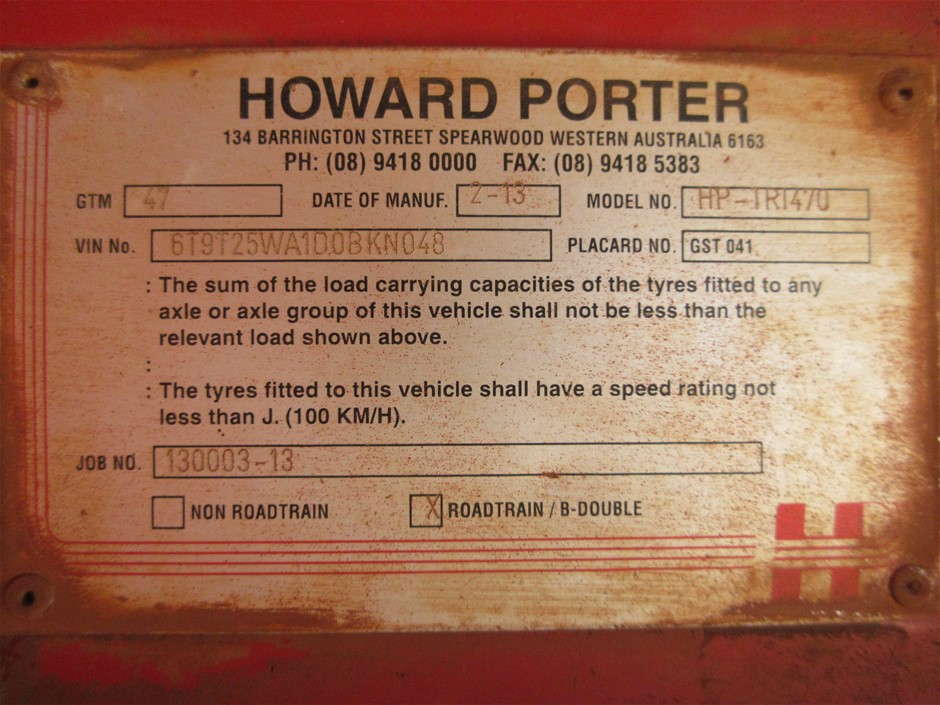 HOWARD PORTER
134 BARRINGTON STREET SPEARWOOD WESTERN AUSTRALIA 6163
PH: (08) 9418 0000 FAX: (08) 9418 5383
GTM 47 DATE OF MANUF. 2-13 MODEL NO. HP-TRI470
VIN No. 6T9T25WA1D0BKN048 PLACARD NO. GST 041
: The sum of the load carrying capacities of the tyres fitted to any
axle or axle group of this vehicle shall not be less than the
relevant load shown above.
:
: The tyres fitted to this vehicle shall have a speed rating not
less than J. (100 KM/H).
JOB NO. 130003-13
NON ROADTRAIN X ROADTRAIN / B-DOUBLE
H